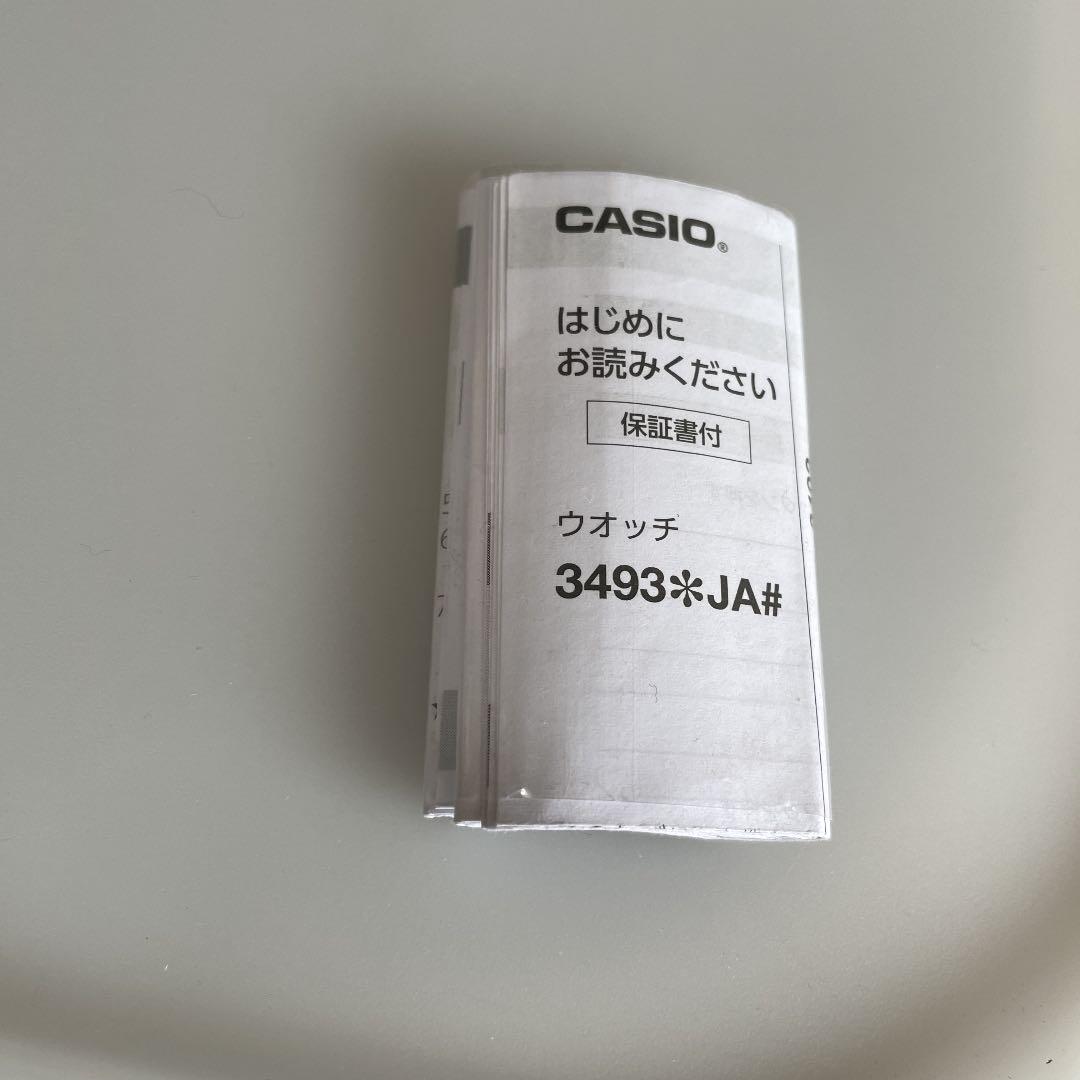 CASIO®
はじめに
お読みください
保証書付
ウオッチ
3493✻JA#